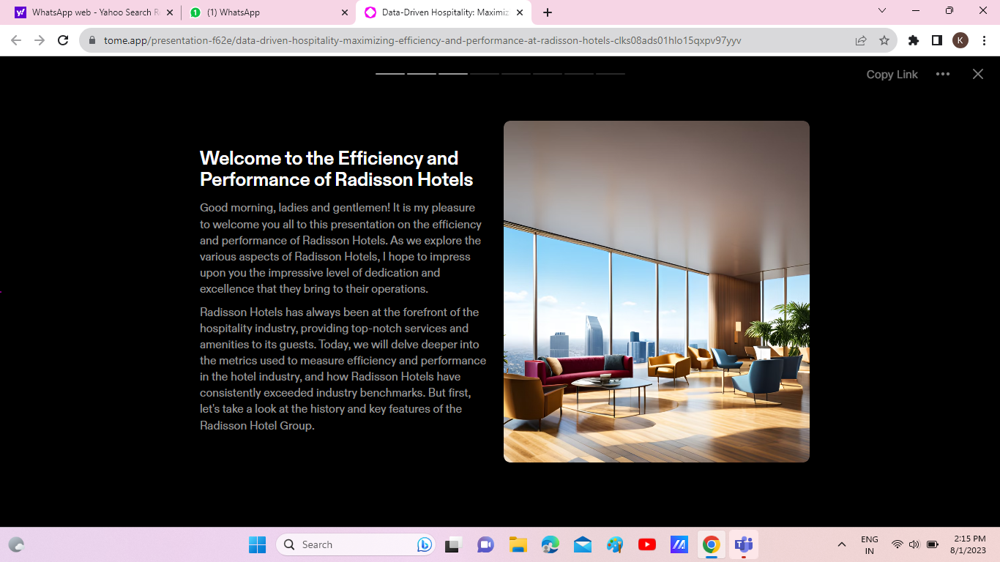 WhatsApp web - Yahoo Search R
(1) WhatsApp
Data-Driven Hospitality: Maximiz
tome.app/presentation-f62e/data-driven-hospitality-maximizing-efficiency-and-performance-at-radisson-hotels-clks08ads01hlo15qxpv97yyv
K
Copy Link
Welcome to the Efficiency and
Performance of Radisson Hotels
Good morning, ladies and gentlemen! It is my pleasure
to welcome you all to this presentation on the efficiency
and performance of Radisson Hotels. As we explore the
various aspects of Radisson Hotels, I hope to impress
upon you the impressive level of dedication and
excellence that they bring to their operations.
Radisson Hotels has always been at the forefront of the
hospitality industry, providing top-notch services and
amenities to its guests. Today, we will delve deeper into
the metrics used to measure efficiency and performance
in the hotel industry, and how Radisson Hotels have
consistently exceeded industry benchmarks. But first,
let's take a look at the history and key features of the
Radisson Hotel Group.
Search
ENG
IN
2:15 PM
8/1/2023